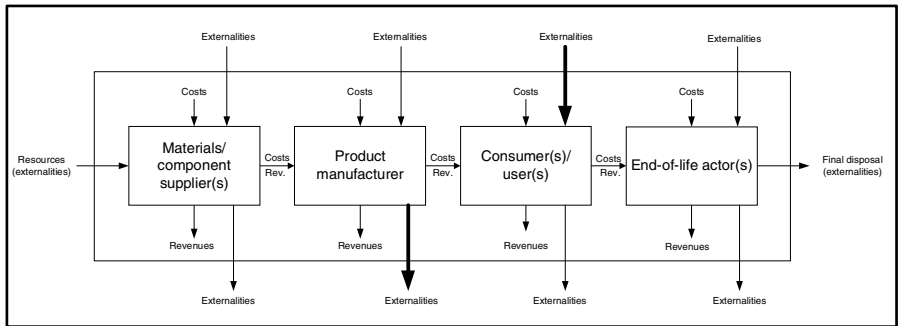 Externalities
Externalities
Externalities
Externalities
Costs
Costs
Costs
Costs
Resources
(externalities)
Materials/
component
supplier(s)
Costs
Rev.
Product
manufacturer
Costs
Rev.
Consumer(s)/
user(s)
Costs
Rev.
End-of-life actor(s)
Final disposal
(externalities)
Revenues
Revenues
Revenues
Revenues
Externalities
Externalities
Externalities
Externalities